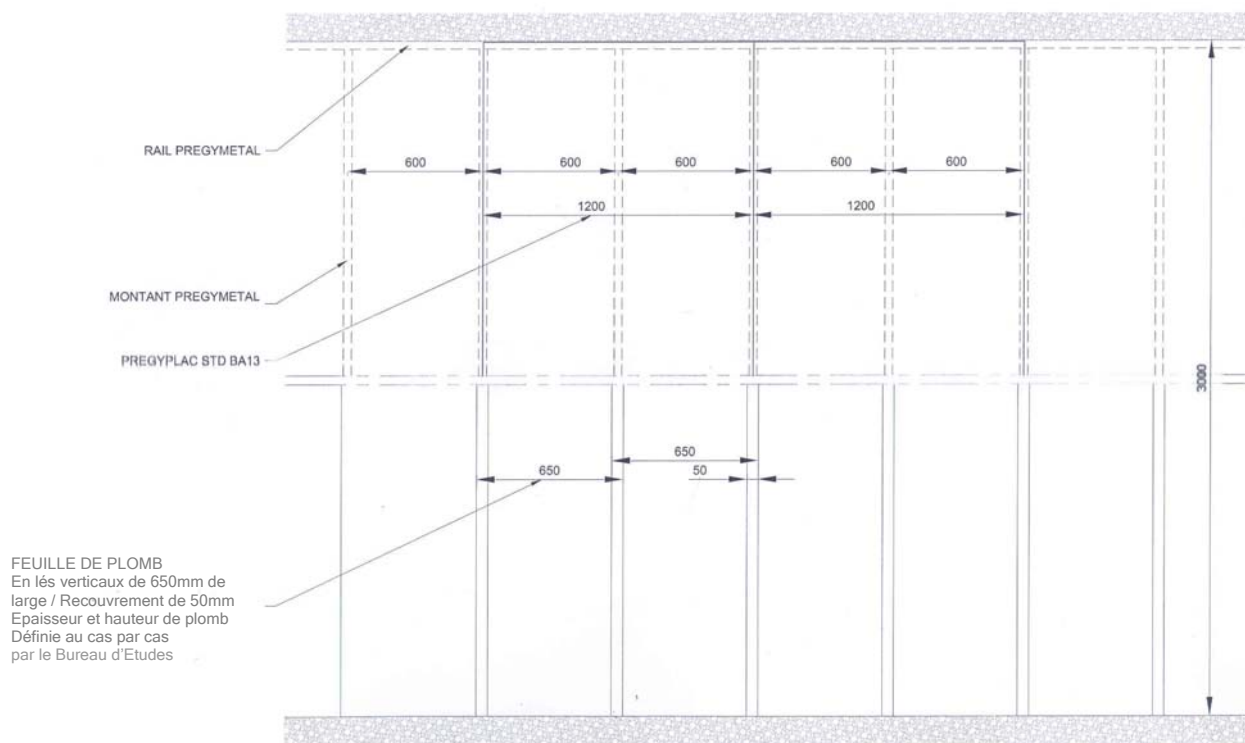 RAIL PREGYMETAL
600
600
600
600
600
1200
1200
MONTANT PREGYMETAL
PREGYPLAC STD BA13
3000
650
650
50
FEUILLE DE PLOMB
En lés verticaux de 650mm de
large / Recouvrement de 50mm
Epaisseur et hauteur de plomb
Définie au cas par cas
par le Bureau d'Etudes